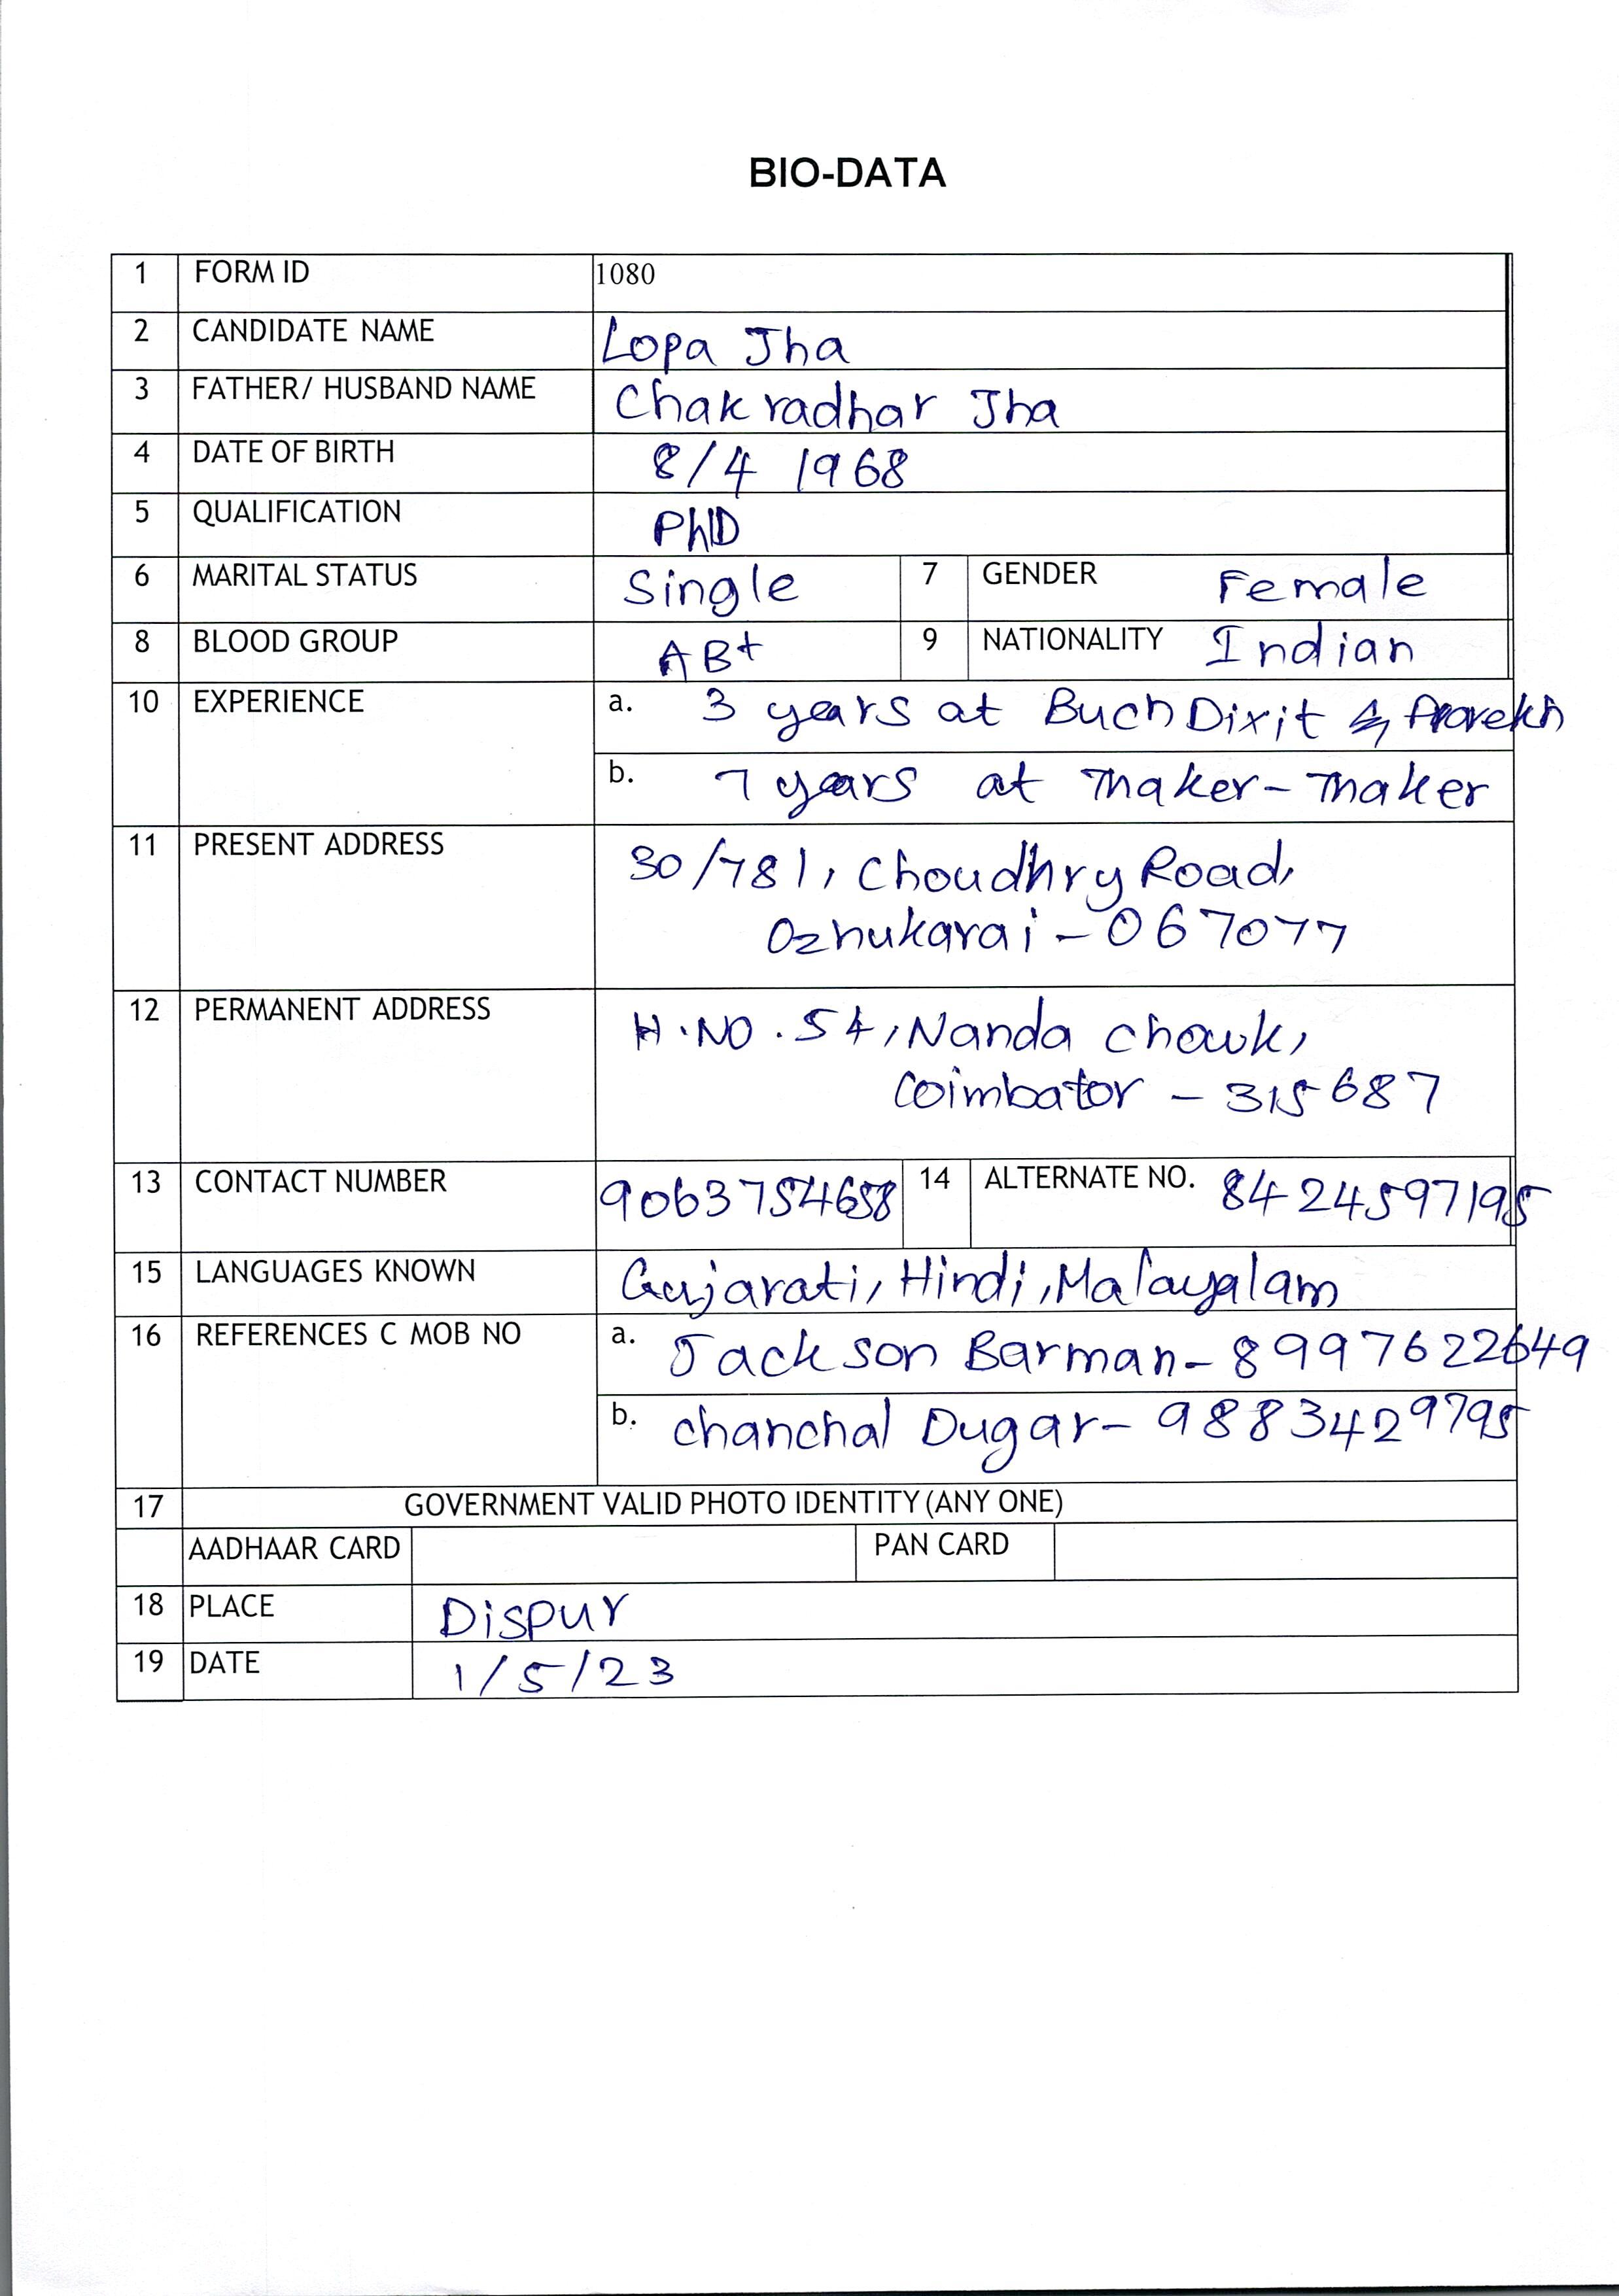 BIO-DATA
1 FORM ID 1080
2 CANDIDATE NAME Lopa Jha
3 FATHER/ HUSBAND NAME Chakradhar Jha
4 DATE OF BIRTH 8/4 1968
5 QUALIFICATION PhD
6 MARITAL STATUS Single 7 GENDER Female
8 BLOOD GROUP AB+ 9 NATIONALITY Indian
10 EXPERIENCE a. 3 years at Buch Dixit &
b. 7 years at Thaker-Thaker
11 PRESENT ADDRESS 30/781, Choudhry Road,
Ozhukarai - 067077
12 PERMANENT ADDRESS H.NO. 54, Nanda chowk,
Coimbator - 315687
13 CONTACT NUMBER 9063754658 14 ALTERNATE NO. 8424597195
15 LANGUAGES KNOWN Gujarati, Hindi, Malayalam
16 REFERENCES C MOB NO a. Jackson Barman - 8997622649
b. chanchal Dugar - 9883429795
17 GOVERNMENT VALID PHOTO IDENTITY (ANY ONE)
AADHAAR CARD PAN CARD
18 PLACE Dispur
19 DATE 1/5/23